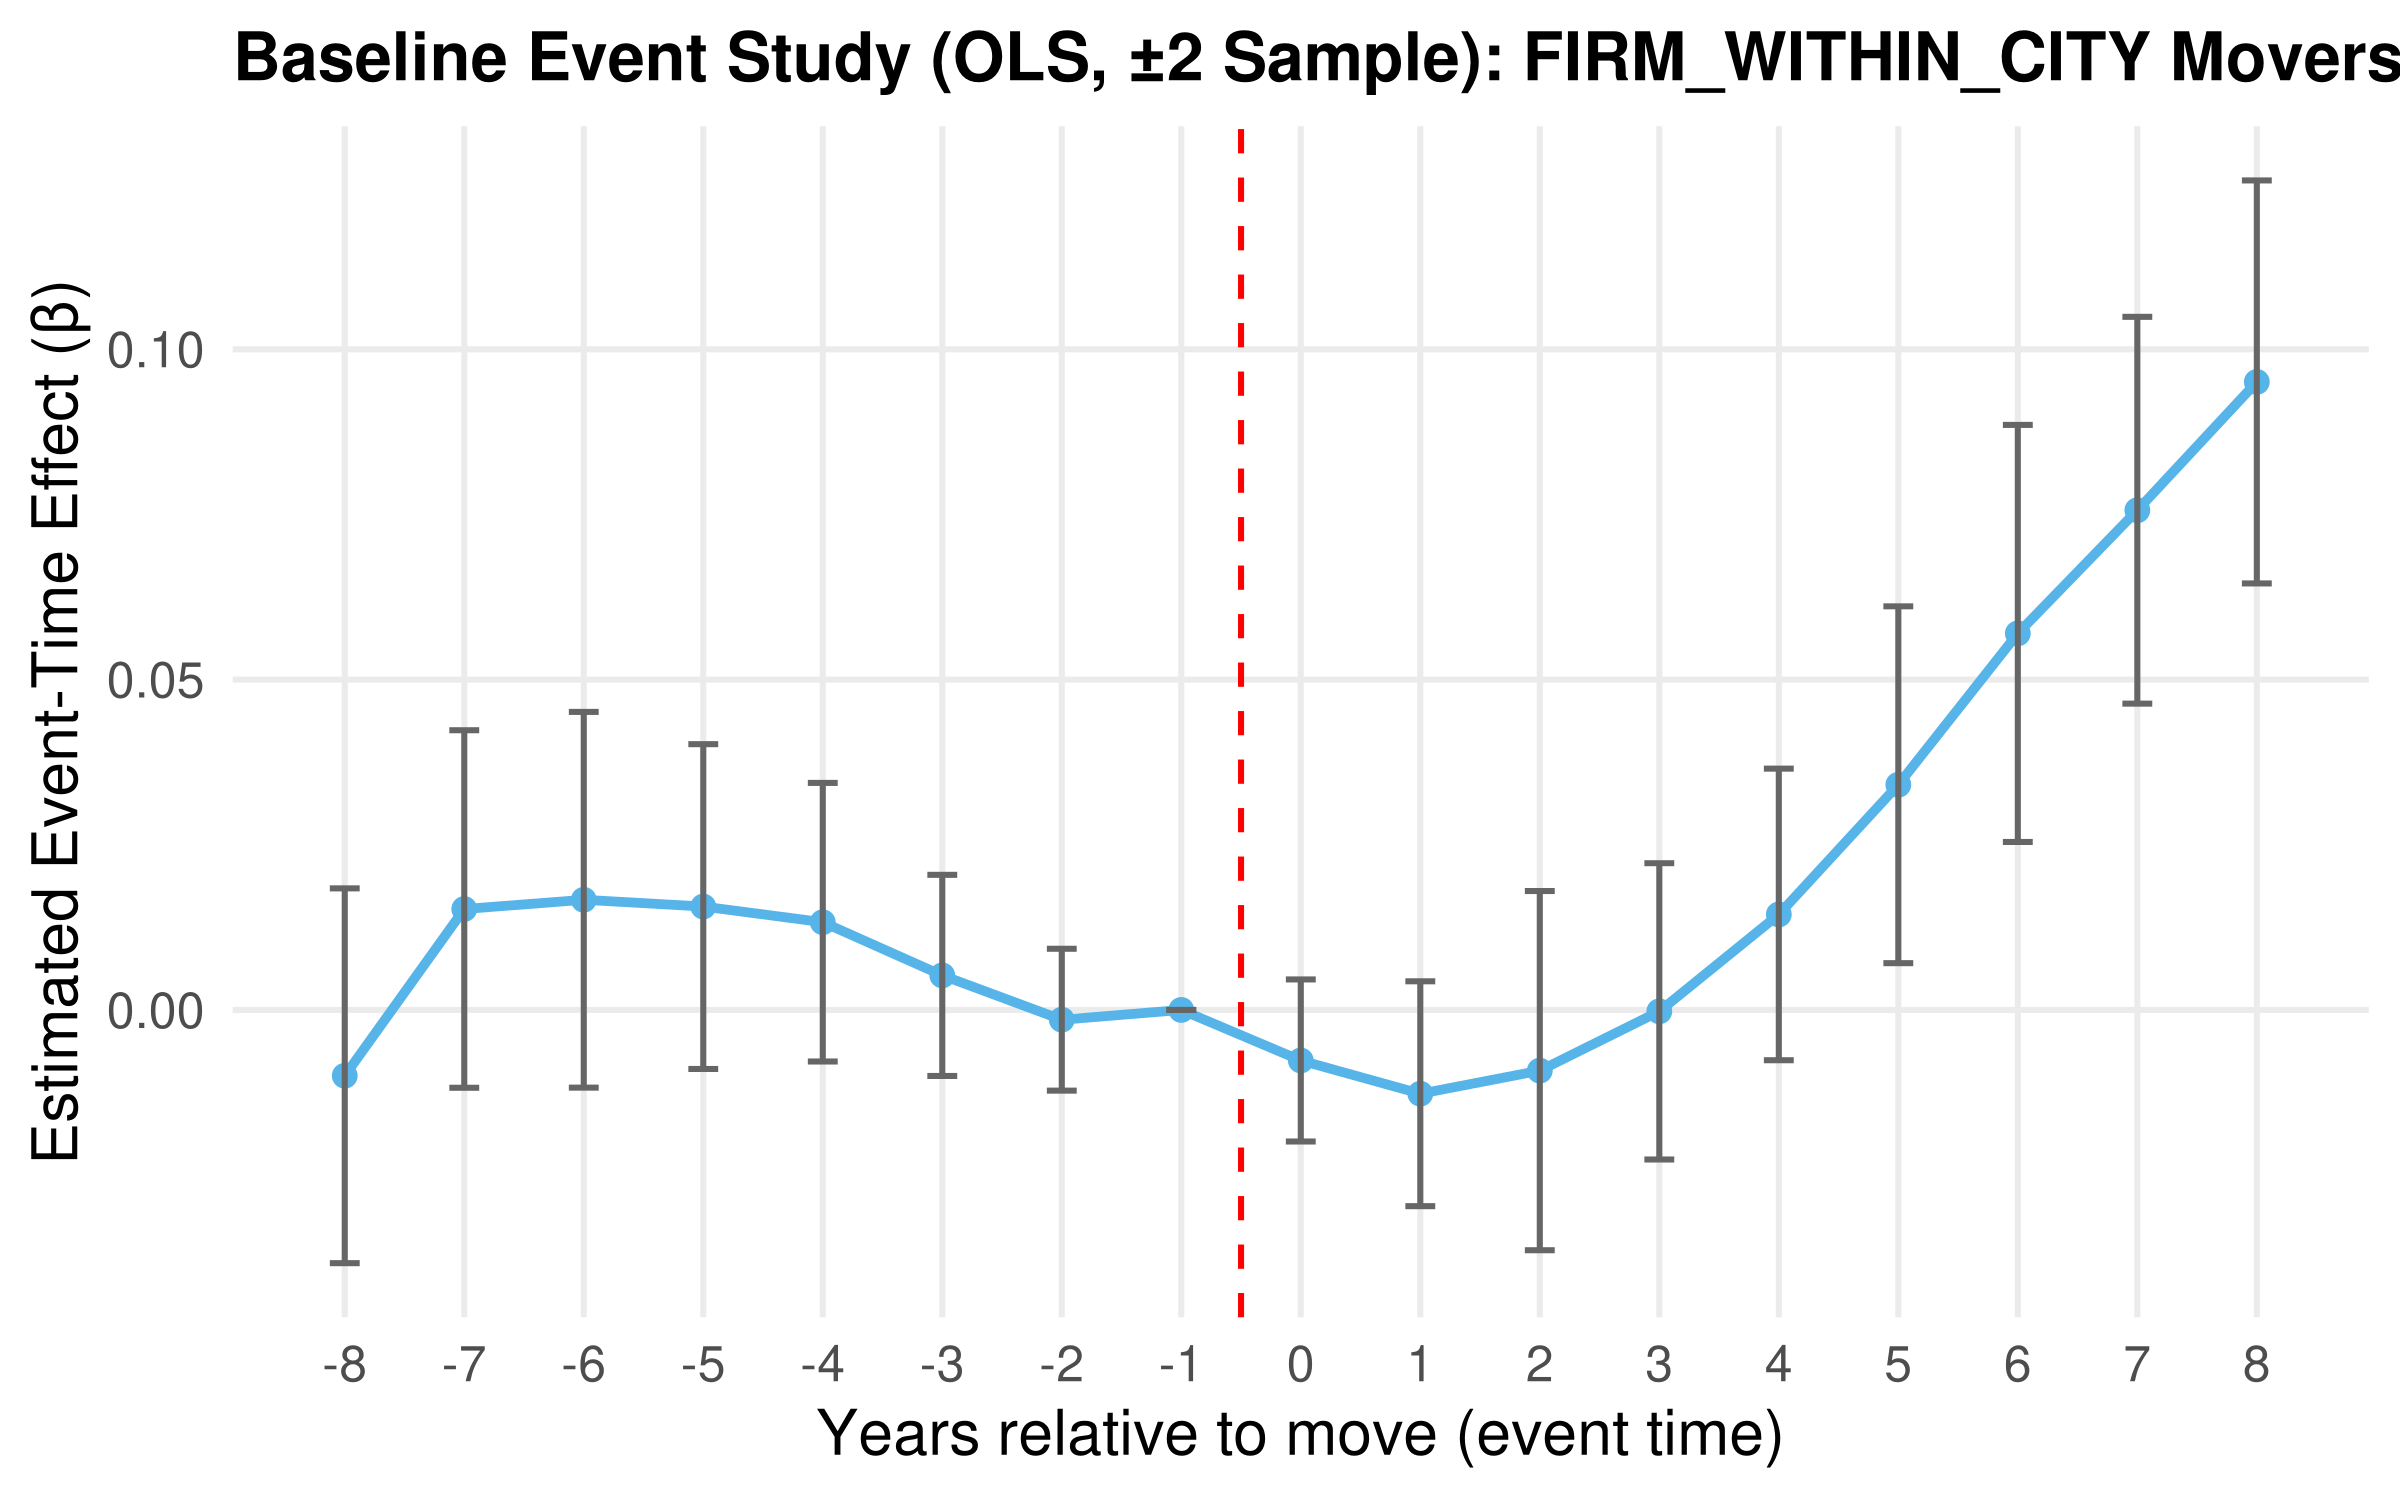 Baseline Event Study (OLS, ±2 Sample): FIRM_WITHIN_CITY Movers
Estimated Event-Time Effect (β)
0.10
0.05
0.00
-8 -7 -6 -5 -4 -3 -2 -1 0 1 2 3 4 5 6 7 8
Years relative to move (event time)